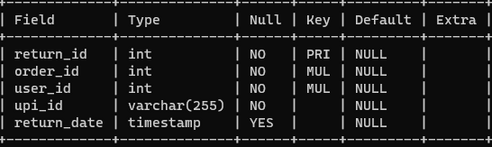 | Field | Type | Null | Key | Default | Extra |
| return_id | int | NO | PRI | NULL | |
| order_id | int | NO | MUL | NULL | |
| user_id | int | NO | MUL | NULL | |
| upi_id | varchar(255) | NO | | NULL | |
| return_date | timestamp | YES | | NULL | |